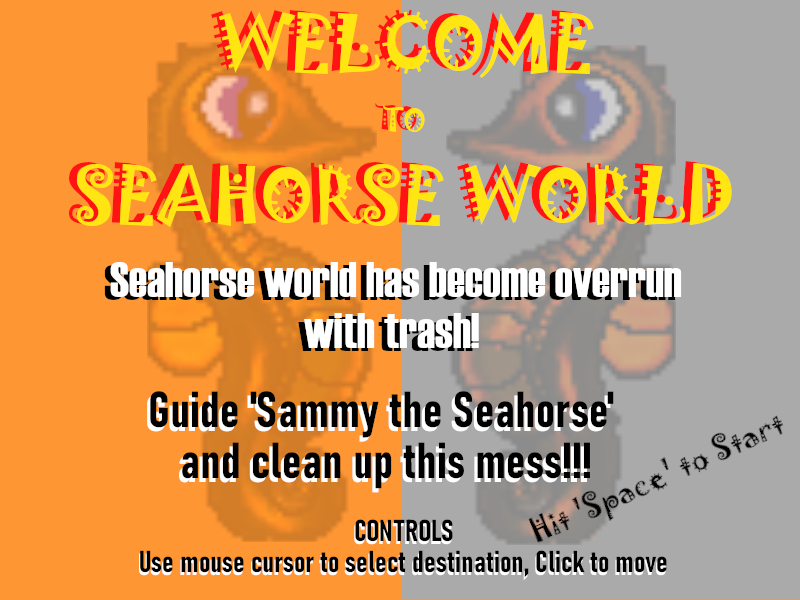 WELCOME
TO
SEAHORSE WORLD
Seahorse world has become overrun
with trash!
Guide 'Sammy the Seahorse'
and clean up this mess!!!
Hit 'Space' to Start
CONTROLS
Use mouse cursor to select destination, Click to move